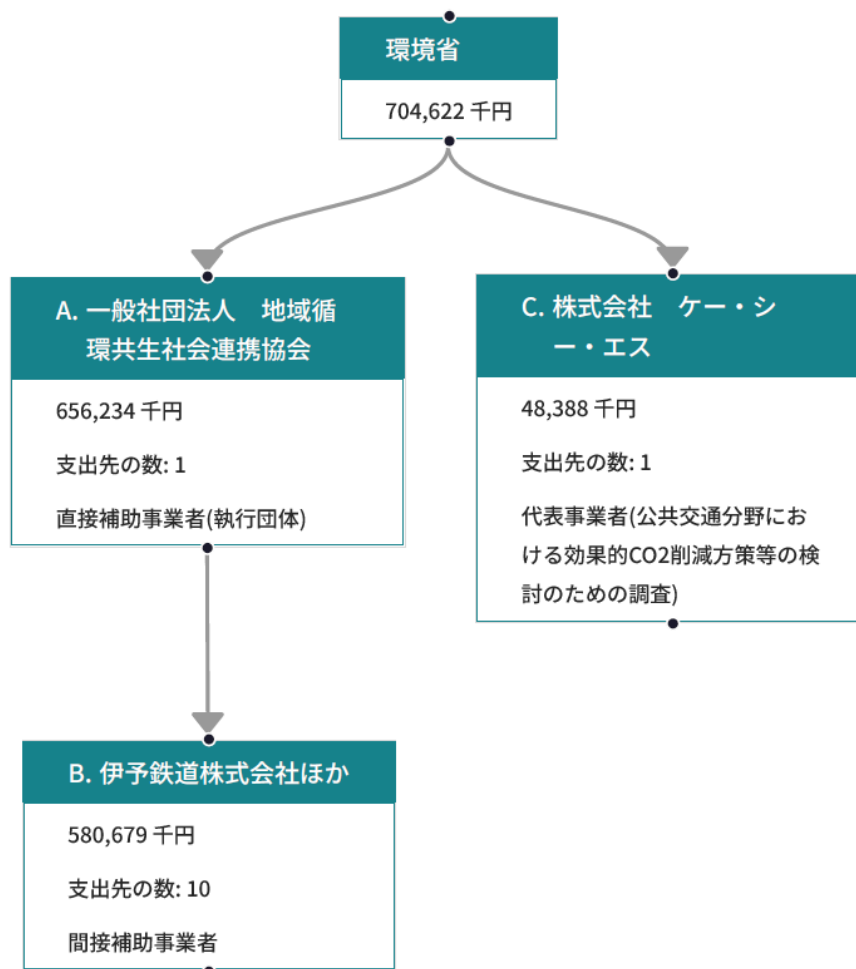 環境省
704,622 千円
A. 一般社団法人　地域循
環共生社会連携協会
656,234 千円
支出先の数: 1
直接補助事業者(執行団体)
C. 株式会社　ケー・シ
ー・エス
48,388 千円
支出先の数: 1
代表事業者(公共交通分野にお
ける効果的CO2削減方策等の検
討のための調査)
B. 伊予鉄道株式会社ほか
580,679 千円
支出先の数: 10
間接補助事業者